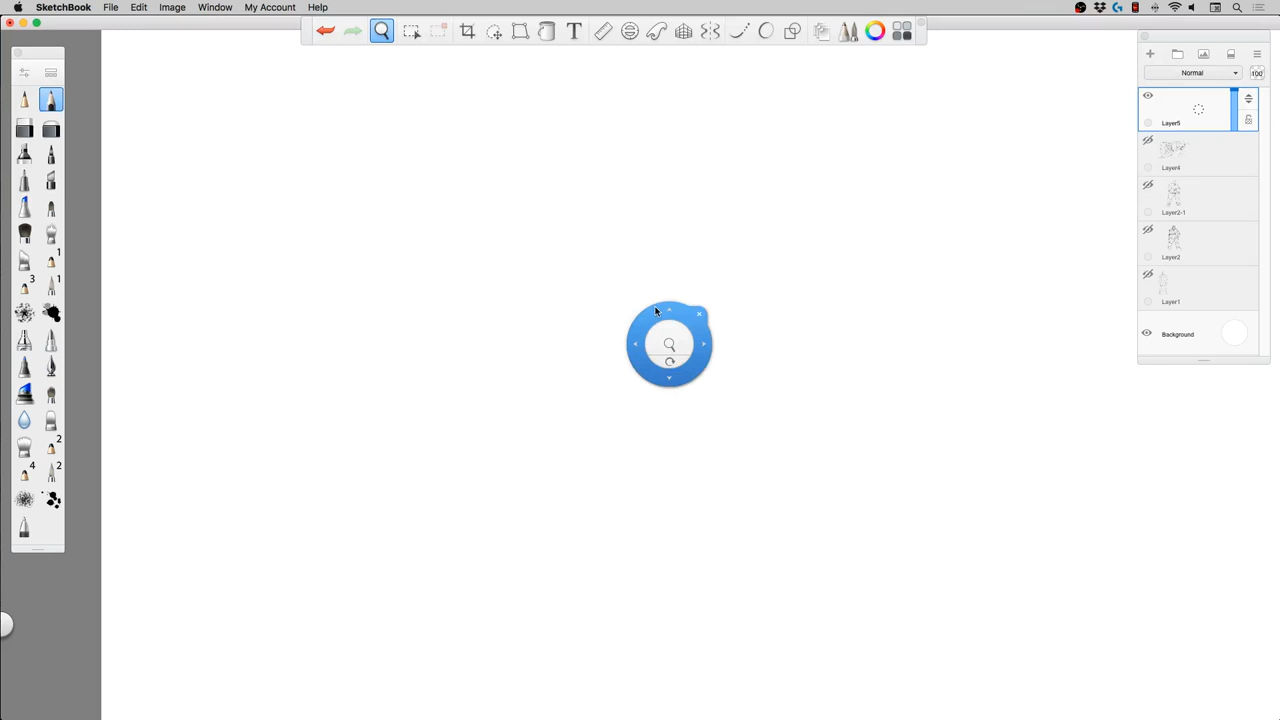 SketchBook File Edit Image Window My Account Help
T
Normal 100
Layer5
Layer4
Layer2-1
Layer2
Layer1
Background
1
3 1
2
4 2